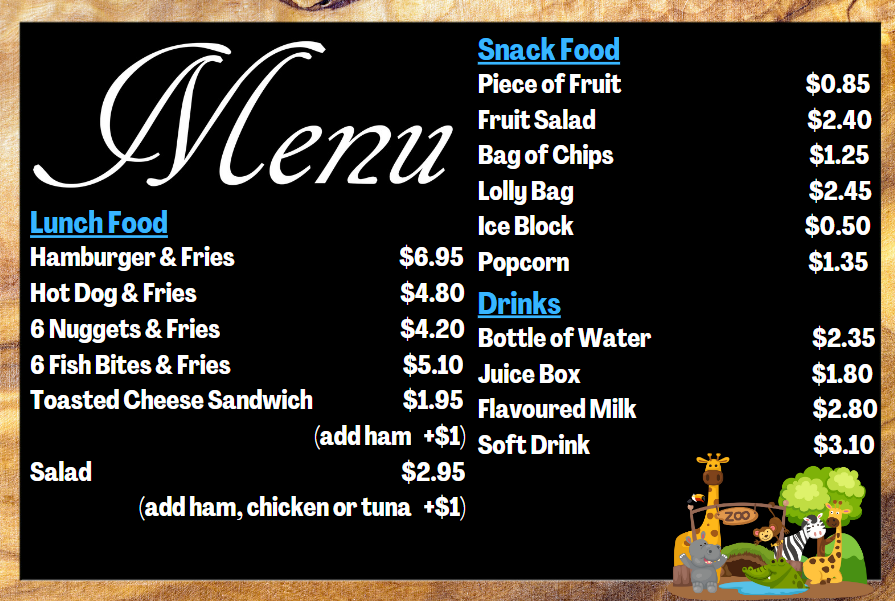 Menu
Lunch Food
Hamburger & Fries $6.95
Hot Dog & Fries $4.80
6 Nuggets & Fries $4.20
6 Fish Bites & Fries $5.10
Toasted Cheese Sandwich $1.95
(add ham +$1)
Salad $2.95
(add ham, chicken or tuna +$1)
Snack Food
Piece of Fruit $0.85
Fruit Salad $2.40
Bag of Chips $1.25
Lolly Bag $2.45
Ice Block $0.50
Popcorn $1.35
Drinks
Bottle of Water $2.35
Juice Box $1.80
Flavoured Milk $2.80
Soft Drink $3.10
ZOO